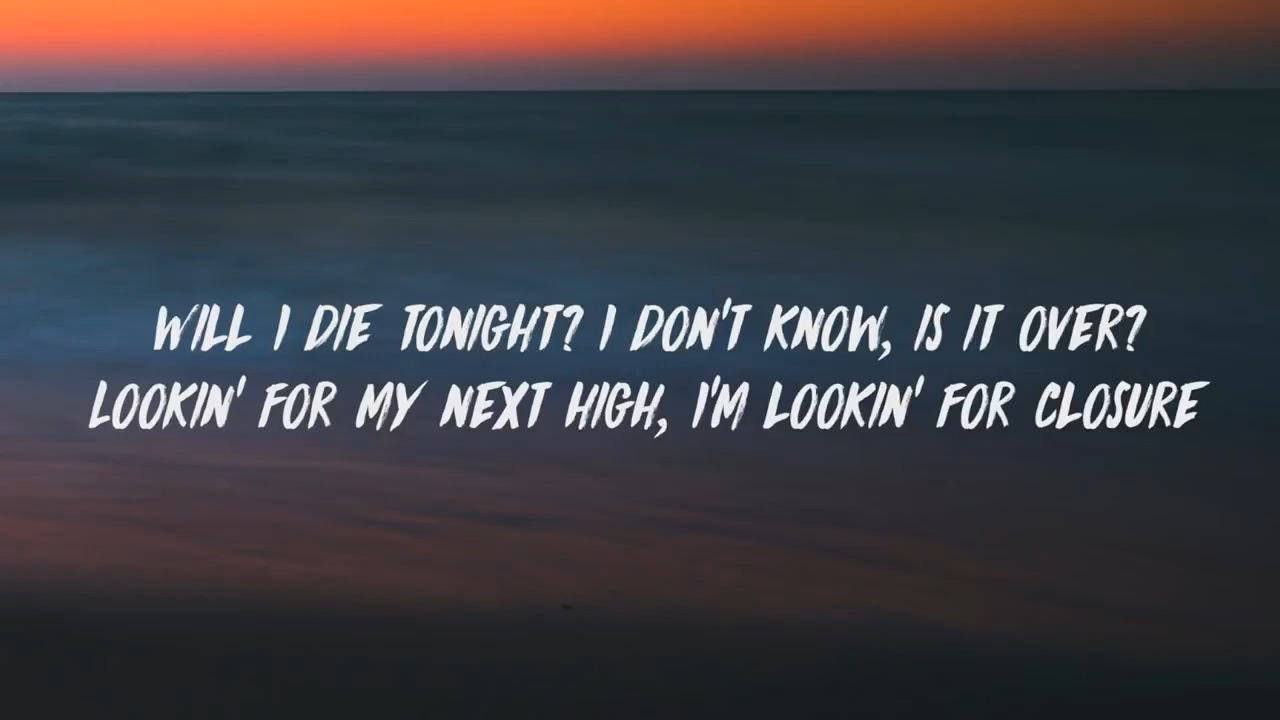 WILL I DIE TONIGHT? I DON'T KNOW, IS IT OVER?
LOOKIN' FOR MY NEXT HIGH, I'M LOOKIN' FOR CLOSURE